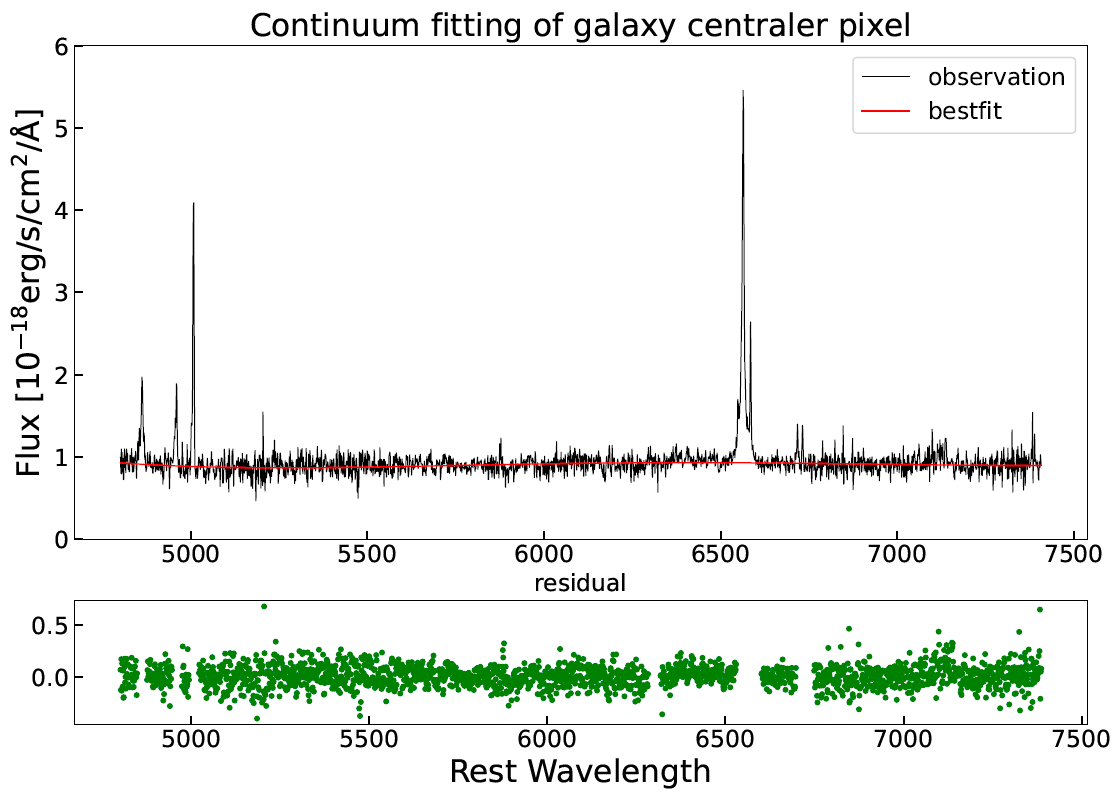 Continuum fitting of galaxy centraler pixel
6
5
4
3
2
1
0
Flux [10⁻¹⁸erg/s/cm²/Å]
observation
bestfit
5000 5500 6000 6500 7000 7500
residual
0.5
0.0
5000 5500 6000 6500 7000 7500
Rest Wavelength